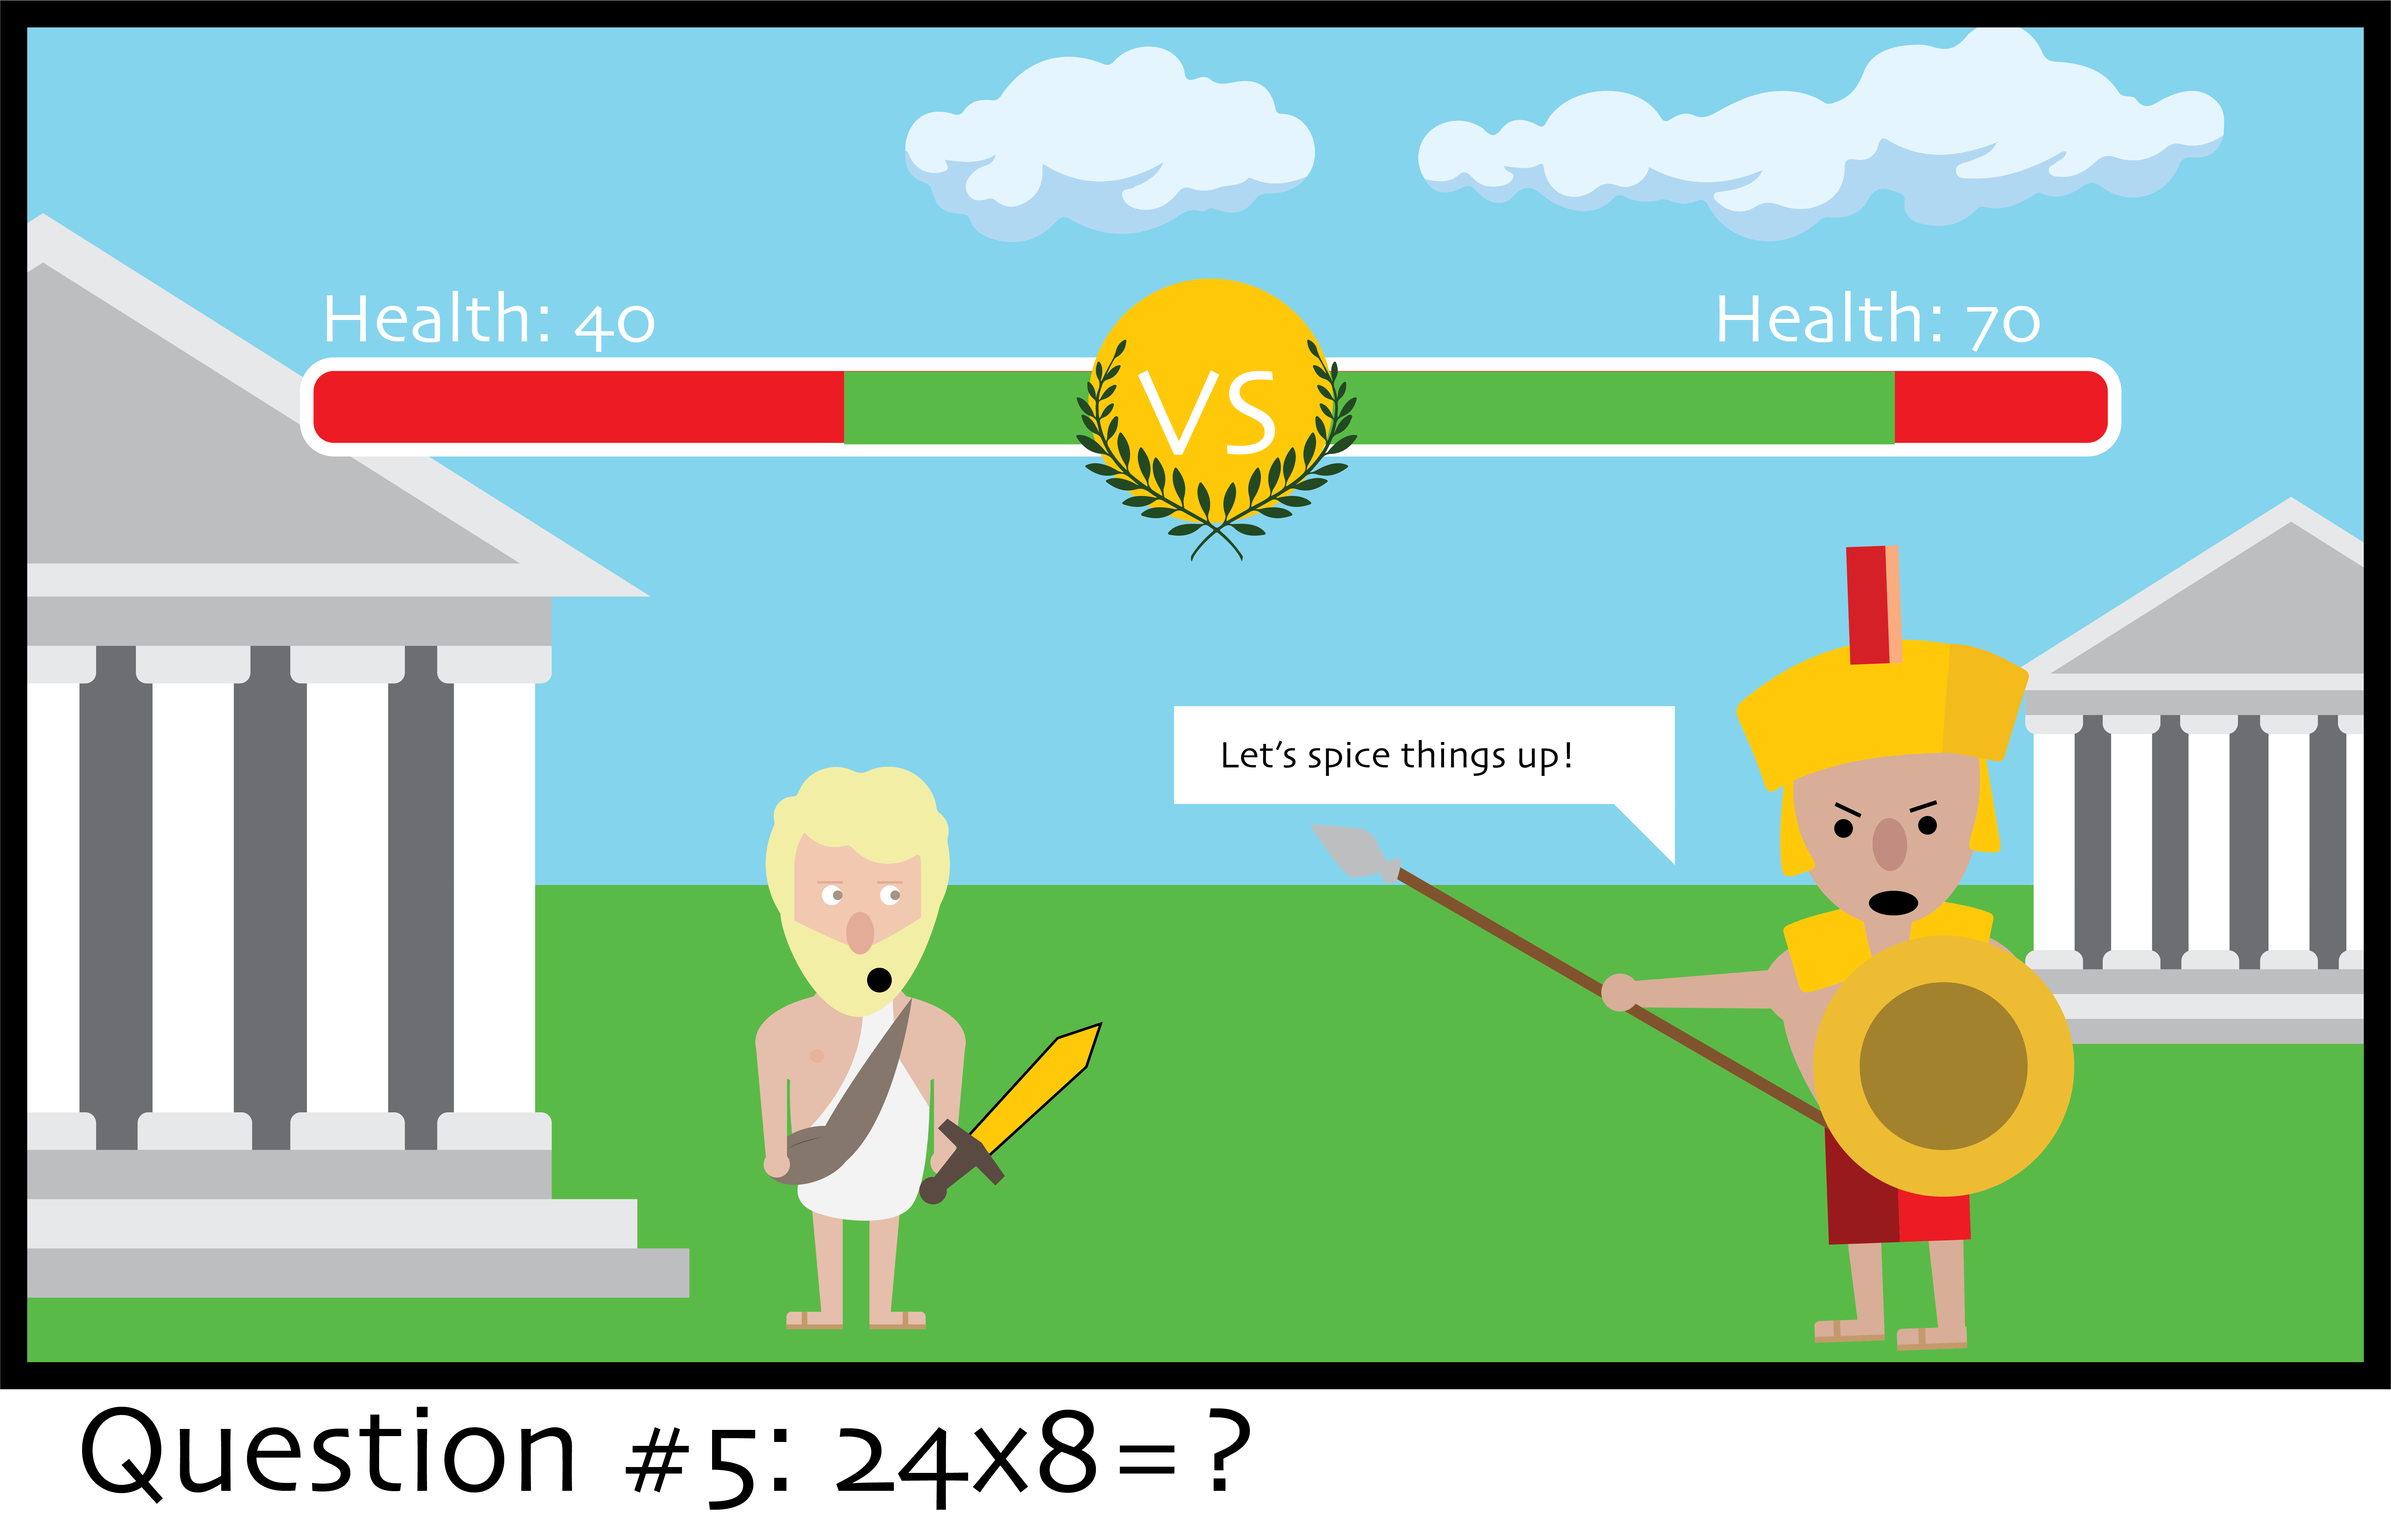 Health: 40
Health: 70
VS
Let's spice things up!
Question #5: 24x8=?